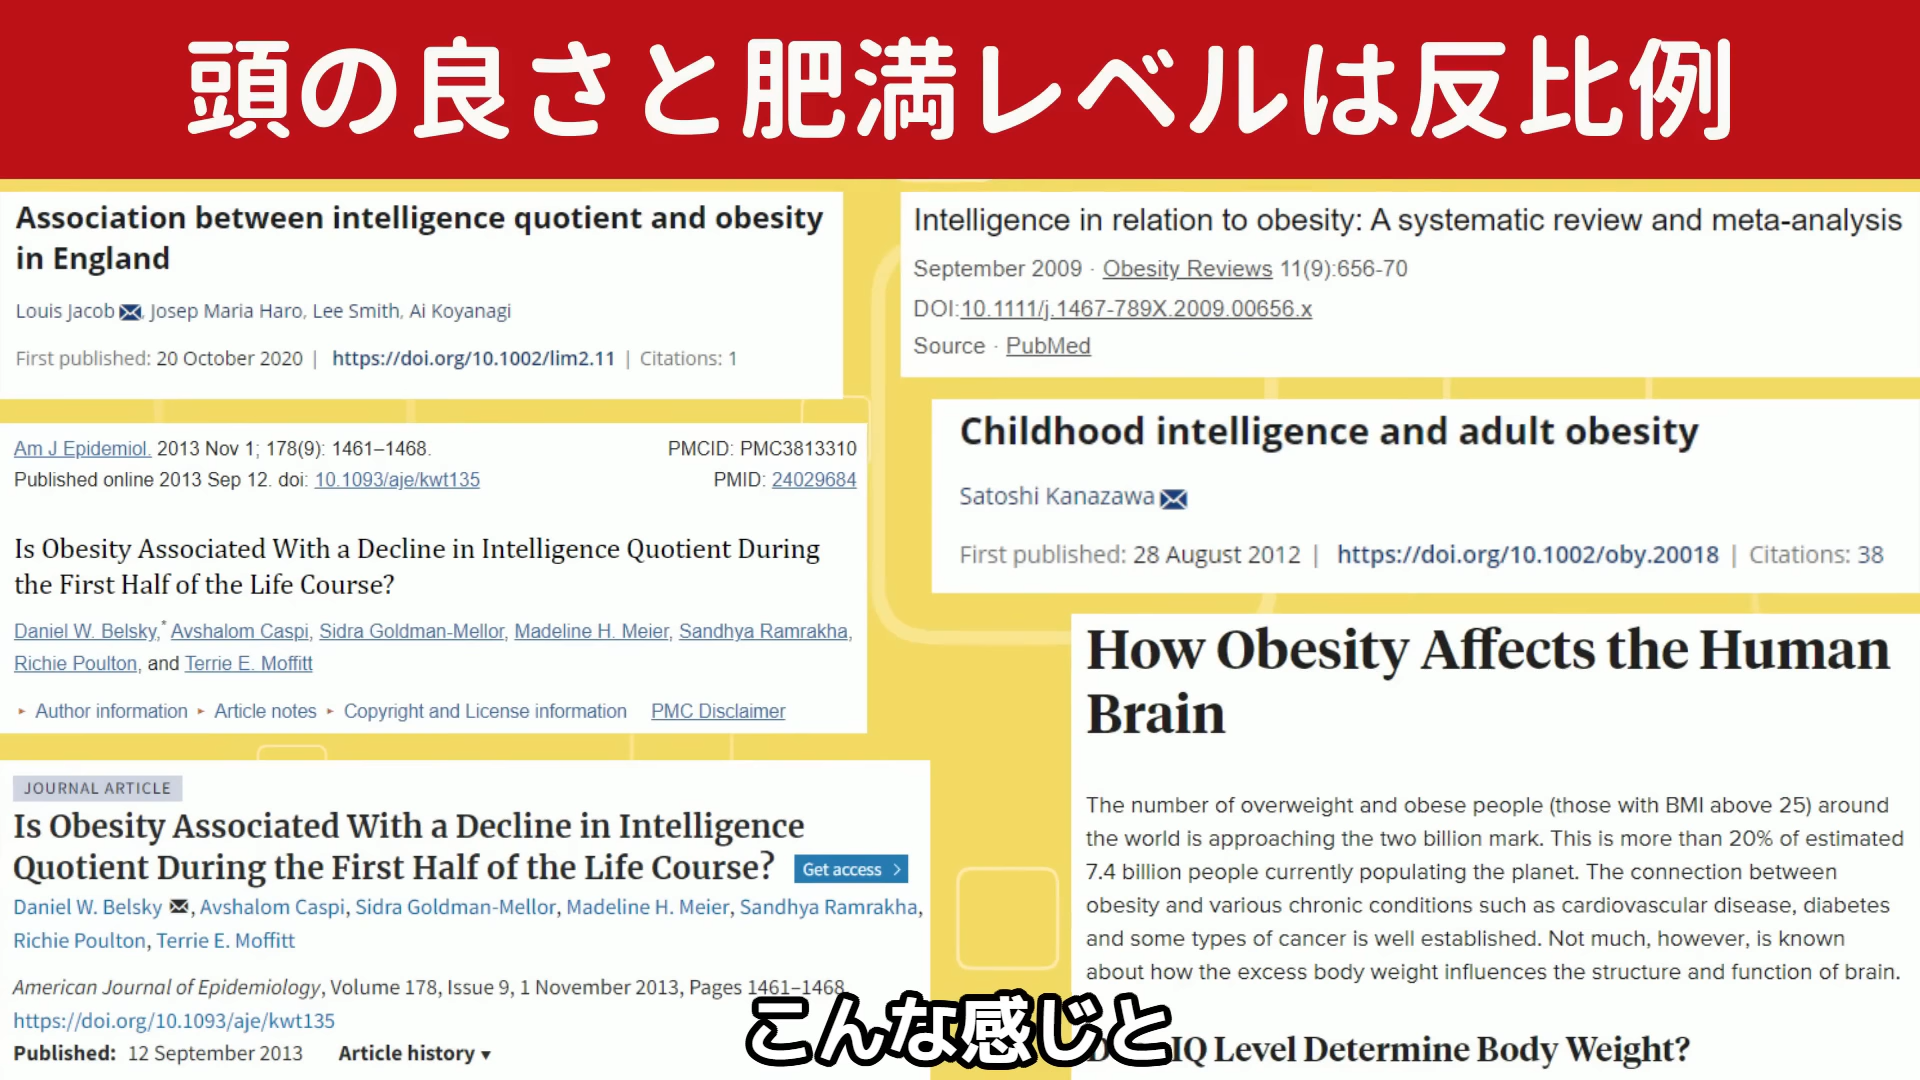 頭の良さと肥満レベルは反比例
Association between intelligence quotient and obesity
in England
Louis Jacob, Josep Maria Haro, Lee Smith, Ai Koyanagi
First published: 20 October 2020 | https://doi.org/10.1002/lim2.11 | Citations: 1
Intelligence in relation to obesity: A systematic review and meta-analysis
September 2009 · Obesity Reviews 11(9):656-70
DOI:10.1111/j.1467-789X.2009.00656.x
Source · PubMed
Am J Epidemiol. 2013 Nov 1; 178(9): 1461–1468. PMCID: PMC3813310
Published online 2013 Sep 12. doi: 10.1093/aje/kwt135 PMID: 24029684
Is Obesity Associated With a Decline in Intelligence Quotient During
the First Half of the Life Course?
Daniel W. Belsky,* Avshalom Caspi, Sidra Goldman-Mellor, Madeline H. Meier, Sandhya Ramrakha,
Richie Poulton, and Terrie E. Moffitt
▸ Author information ▸ Article notes ▸ Copyright and License information PMC Disclaimer
Childhood intelligence and adult obesity
Satoshi Kanazawa
First published: 28 August 2012 | https://doi.org/10.1002/oby.20018 | Citations: 38
JOURNAL ARTICLE
Is Obesity Associated With a Decline in Intelligence
Quotient During the First Half of the Life Course? Get access >
Daniel W. Belsky, Avshalom Caspi, Sidra Goldman-Mellor, Madeline H. Meier, Sandhya Ramrakha,
Richie Poulton, Terrie E. Moffitt
American Journal of Epidemiology, Volume 178, Issue 9, 1 November 2013, Pages 1461–1468
https://doi.org/10.1093/aje/kwt135
Published: 12 September 2013 Article history ▾
How Obesity Affects the Human
Brain
The number of overweight and obese people (those with BMI above 25) around
the world is approaching the two billion mark. This is more than 20% of estimated
7.4 billion people currently populating the planet. The connection between
obesity and various chronic conditions such as cardiovascular disease, diabetes
and some types of cancer is well established. Not much, however, is known
about how the excess body weight influences the structure and function of brain.
IQ Level Determine Body Weight?
こんな感じと